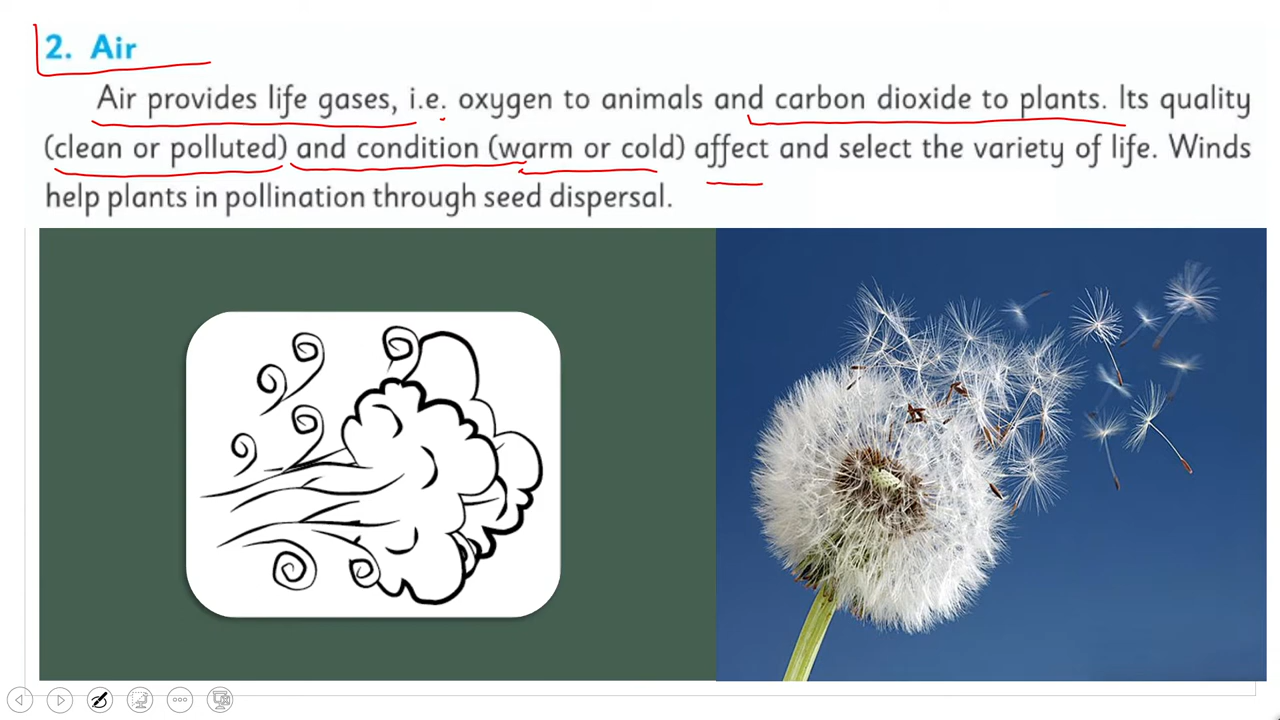 2. Air
Air provides life gases, i.e. oxygen to animals and carbon dioxide to plants. Its quality
(clean or polluted) and condition (warm or cold) affect and select the variety of life. Winds
help plants in pollination through seed dispersal.